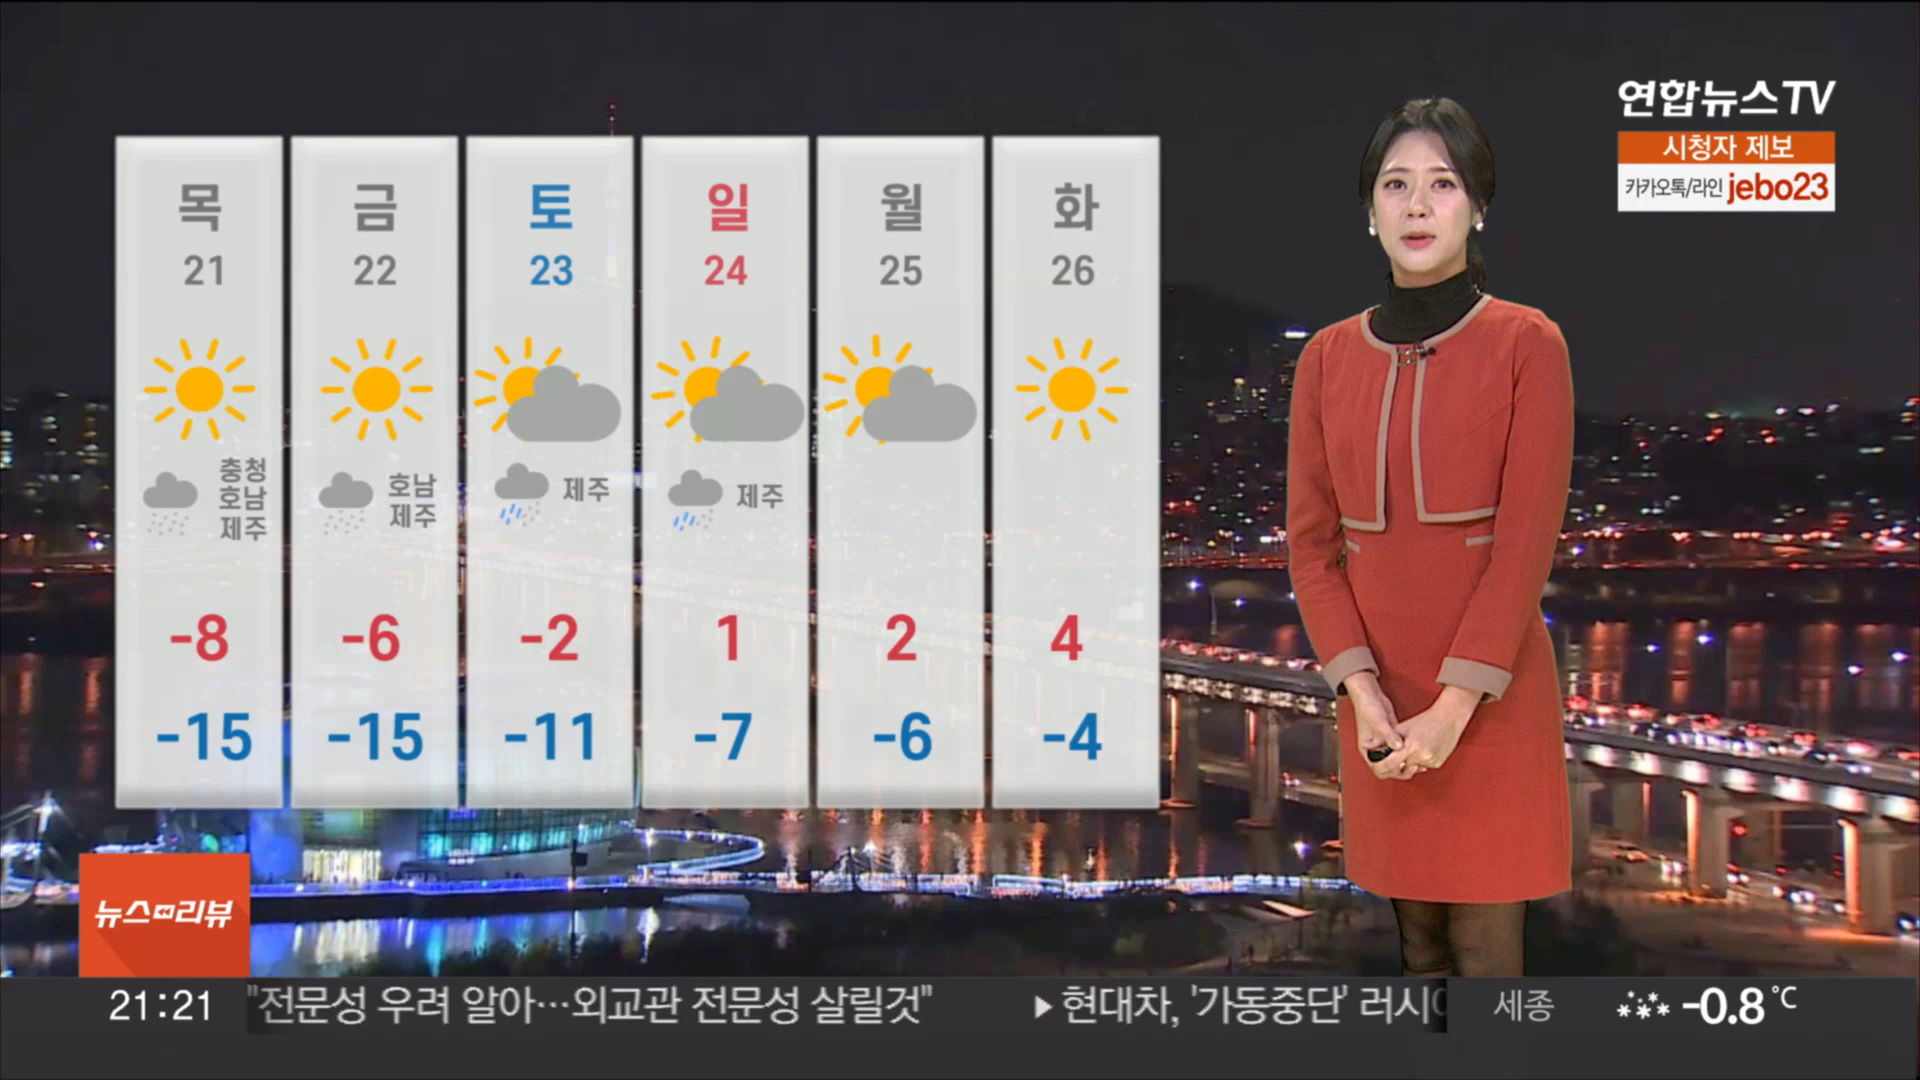 연합뉴스TV
시청자 제보
카카오톡/라인 jebo23
목 금 토 일 월 화
21 22 23 24 25 26
충청
호남
제주
호남
제주
제주
제주
-8 -6 -2 1 2 4
-15 -15 -11 -7 -6 -4
뉴스리뷰
21:21 "전문성 우려 알아…외교관 전문성 살릴것" ▶현대차, '가동중단' 러시아 세종 -0.8℃